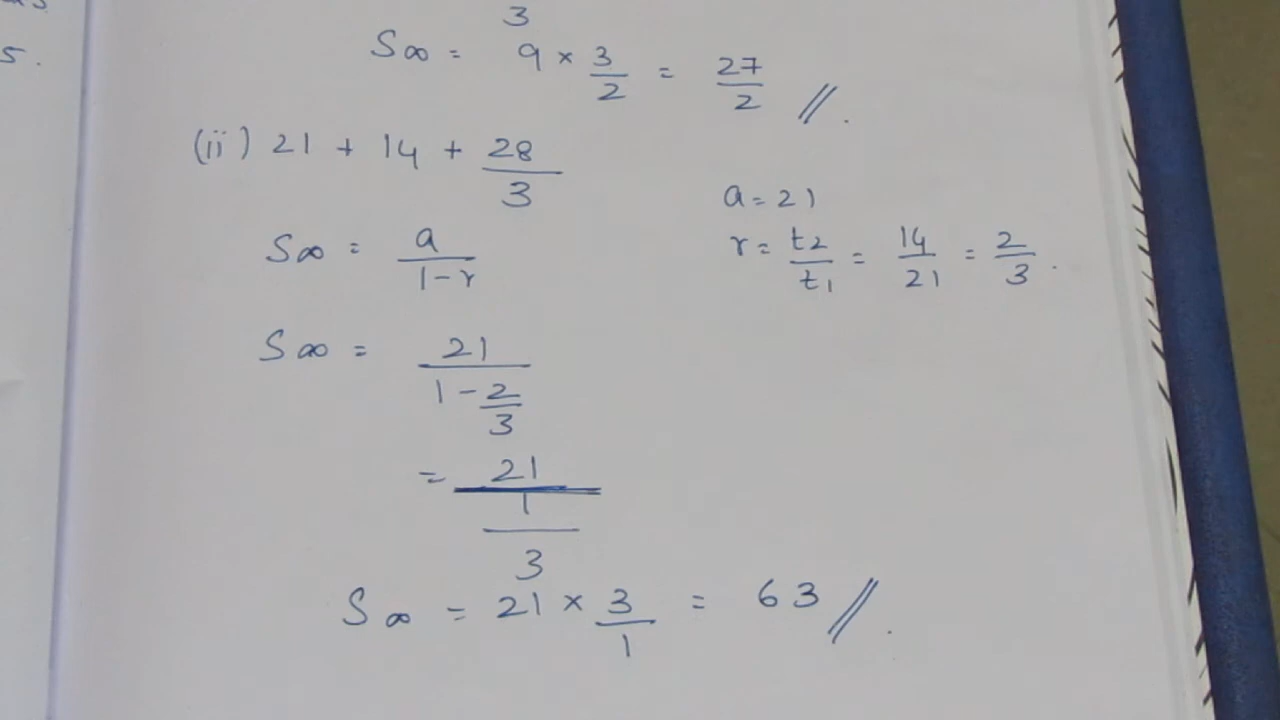 5.
3
S∞ = 9 × 3/2 = 27/2 //.
(ii) 21 + 14 + 28/3
a = 21
S∞ = a/1-r
r = t2/t1 = 14/21 = 2/3.
S∞ = 21/1-2/3
= 21/1/3
S∞ = 21 × 3/1 = 63 //.